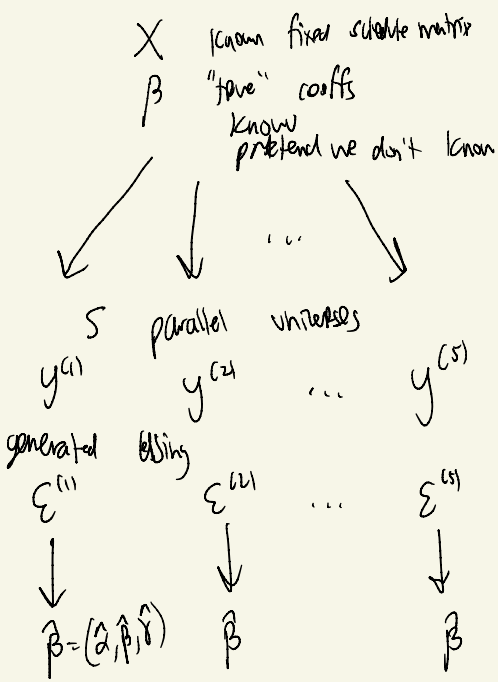 X known fixed schedule matrix
β "true" coeffs
know
pretend we don't know
...
S parallel universes
y⁽¹⁾ y⁽²⁾ ... y⁽ˢ⁾
generated using
ε⁽¹⁾ ε⁽²⁾ ... ε⁽ˢ⁾
β̂=(α̂,β̂,γ̂) β̂ β̂